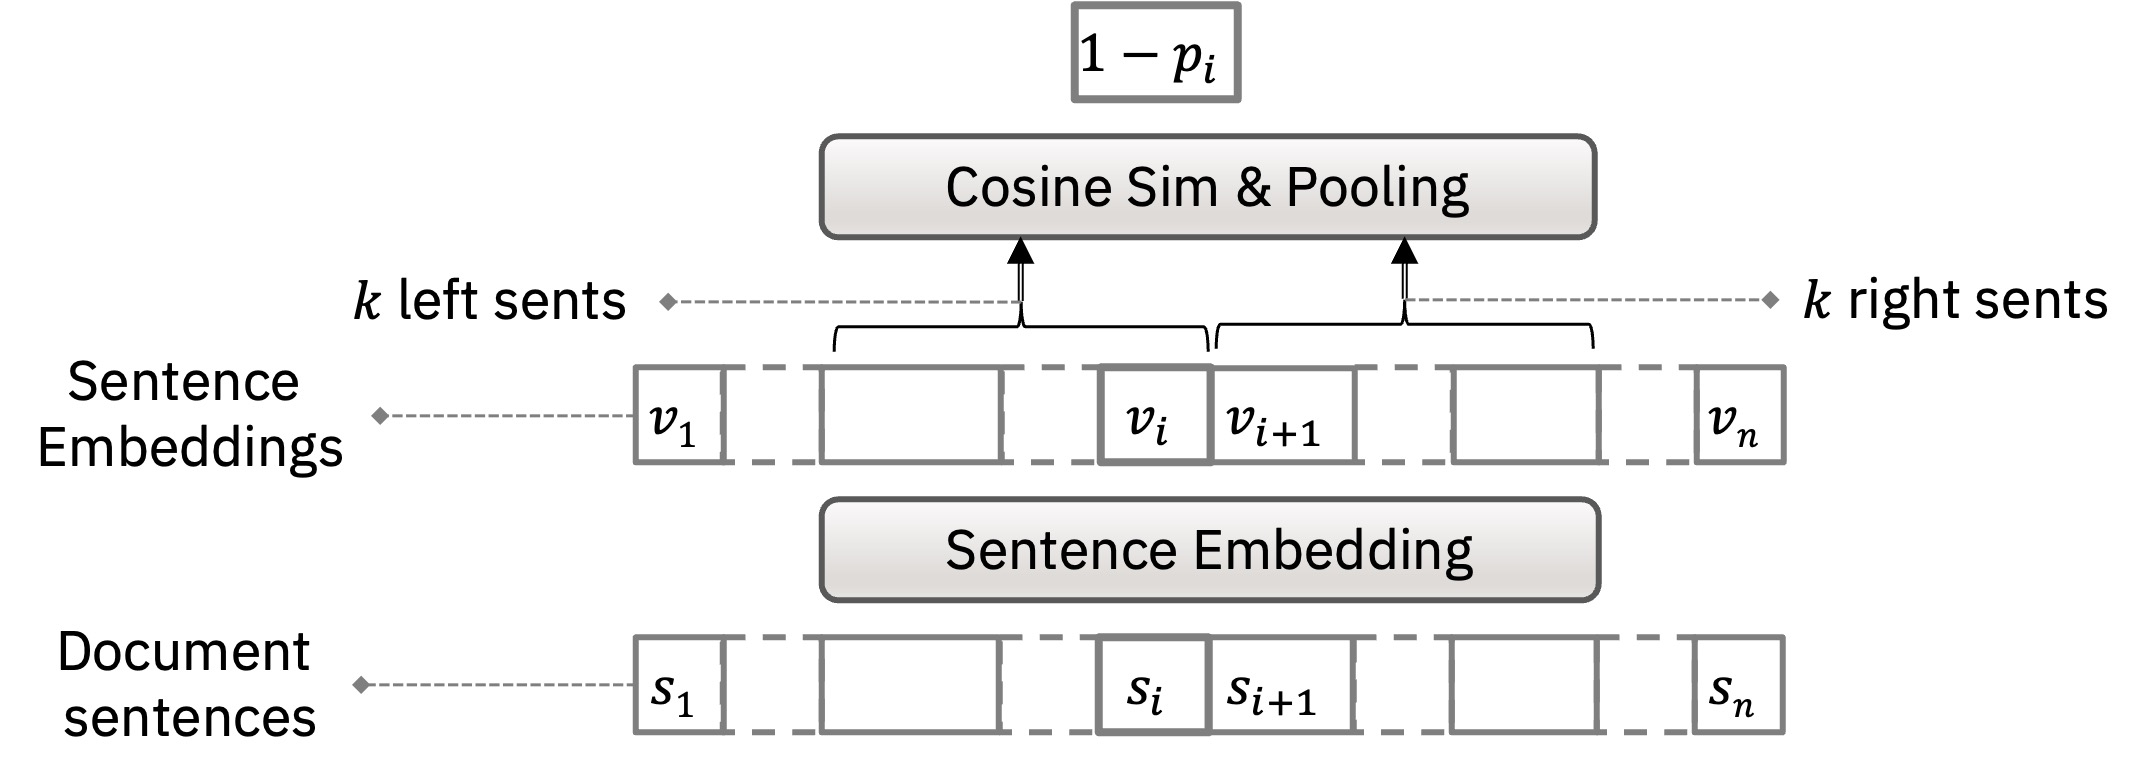 1 − p_i
Cosine Sim & Pooling
k left sents
k right sents
Sentence
Embeddings
v_1
v_i
v_{i+1}
v_n
Sentence Embedding
Document
sentences
s_1
s_i
s_{i+1}
s_n